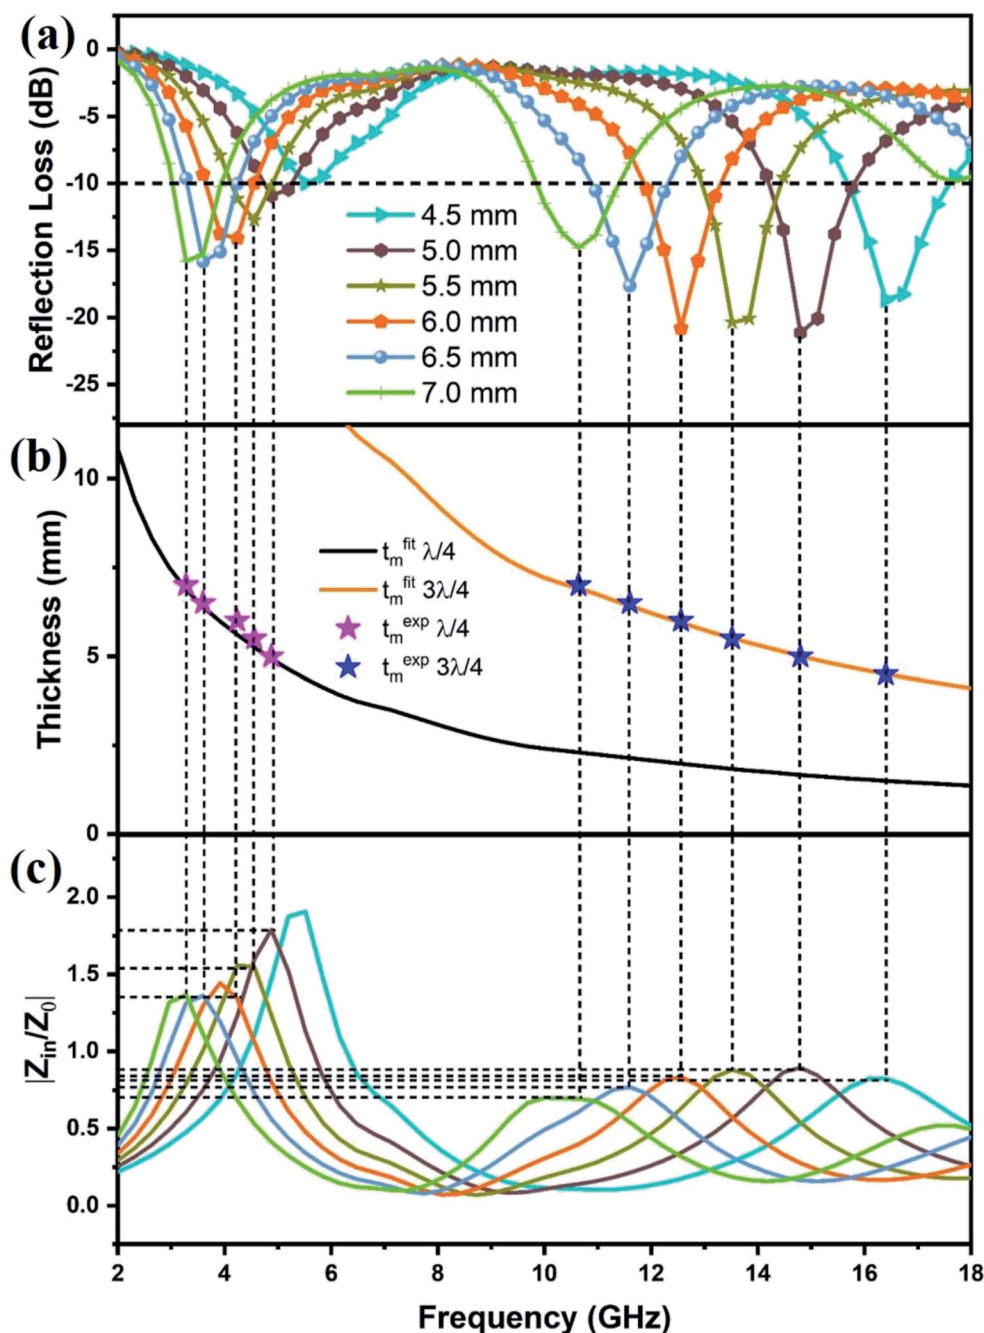 (a)
0
-5
-10
-15
-20
-25
Reflection Loss (dB)
4.5 mm
5.0 mm
5.5 mm
6.0 mm
6.5 mm
7.0 mm
(b)
10
5
0
Thickness (mm)
t_m^fit λ/4
t_m^fit 3λ/4
t_m^exp λ/4
t_m^exp 3λ/4
(c)
2.0
1.5
1.0
0.5
0.0
|Z_in/Z_0|
2 4 6 8 10 12 14 16 18
Frequency (GHz)